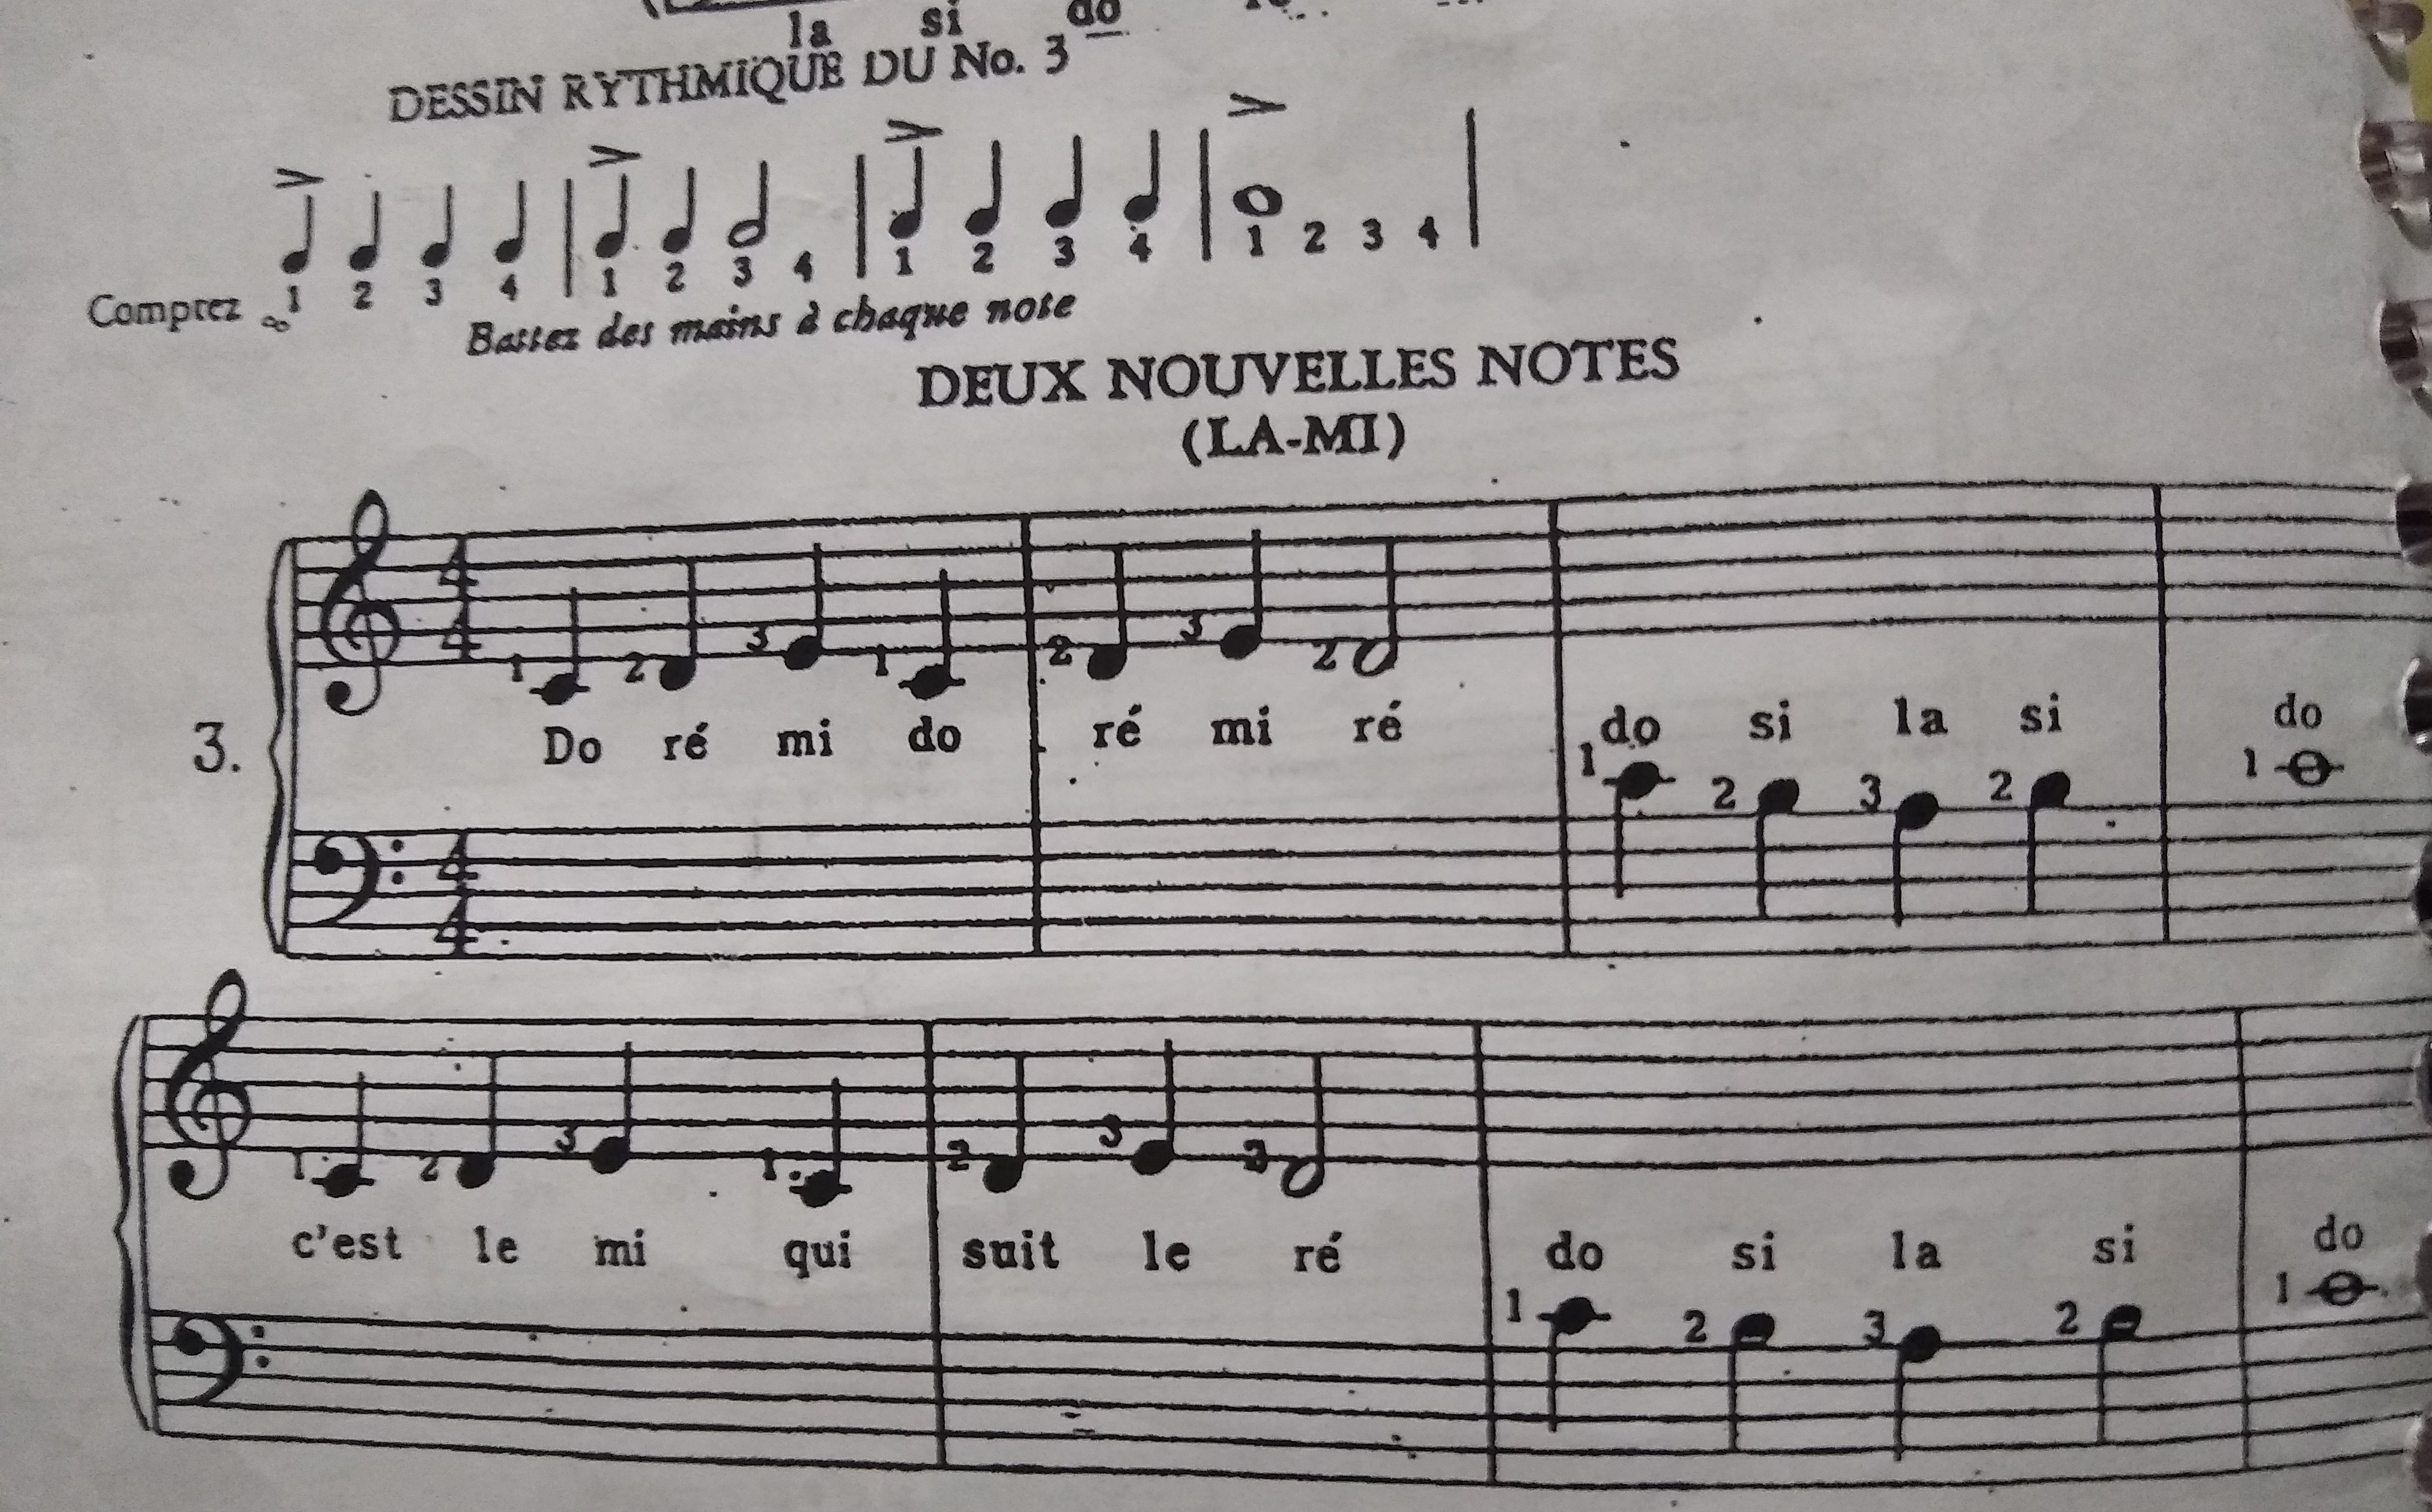 la si do
DESSIN RYTHMIQUE DU No. 3
1 2 3 4 1 2 3 4 1 2 3 4 1 2 3 4
Comptez
Battez des mains à chaque note
DEUX NOUVELLES NOTES
(LA-MI)
4 4
1 2 3 1 2 3 2
Do ré mi do ré mi ré
3.
do si la si do
1 2 3 2 1
4 4
1 2 3 1 2 3 2
c'est le mi qui suit le ré
do si la si do
1 2 3 2 1